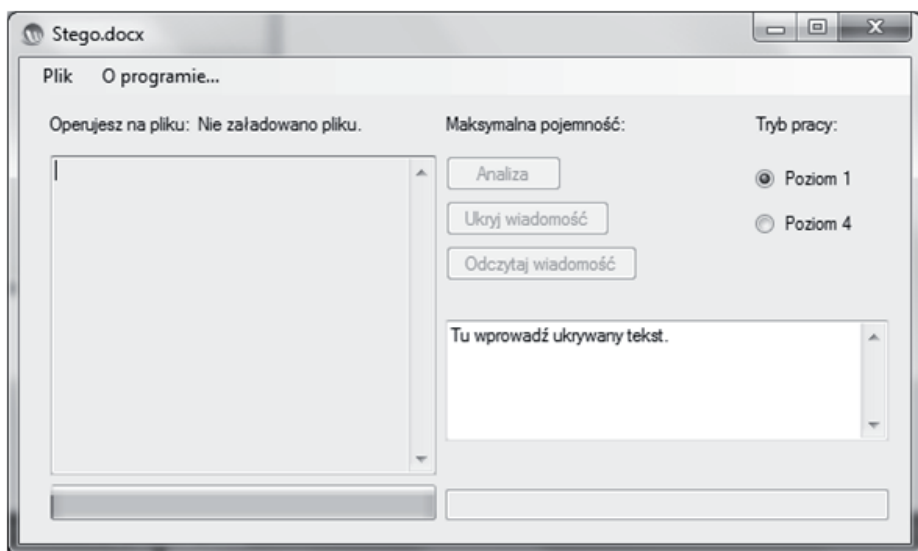 Stego.docx
Plik O programie...
Operujesz na pliku: Nie załadowano pliku.
Maksymalna pojemność:
Tryb pracy:
Analiza
Poziom 1
Ukryj wiadomość
Poziom 4
Odczytaj wiadomość
Tu wprowadź ukrywany tekst.